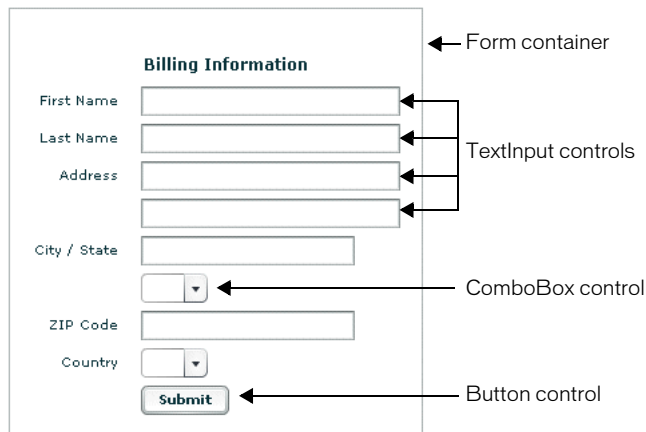 Form container
Billing Information
First Name
Last Name
TextInput controls
Address
City / State
ComboBox control
ZIP Code
Country
Submit
Button control